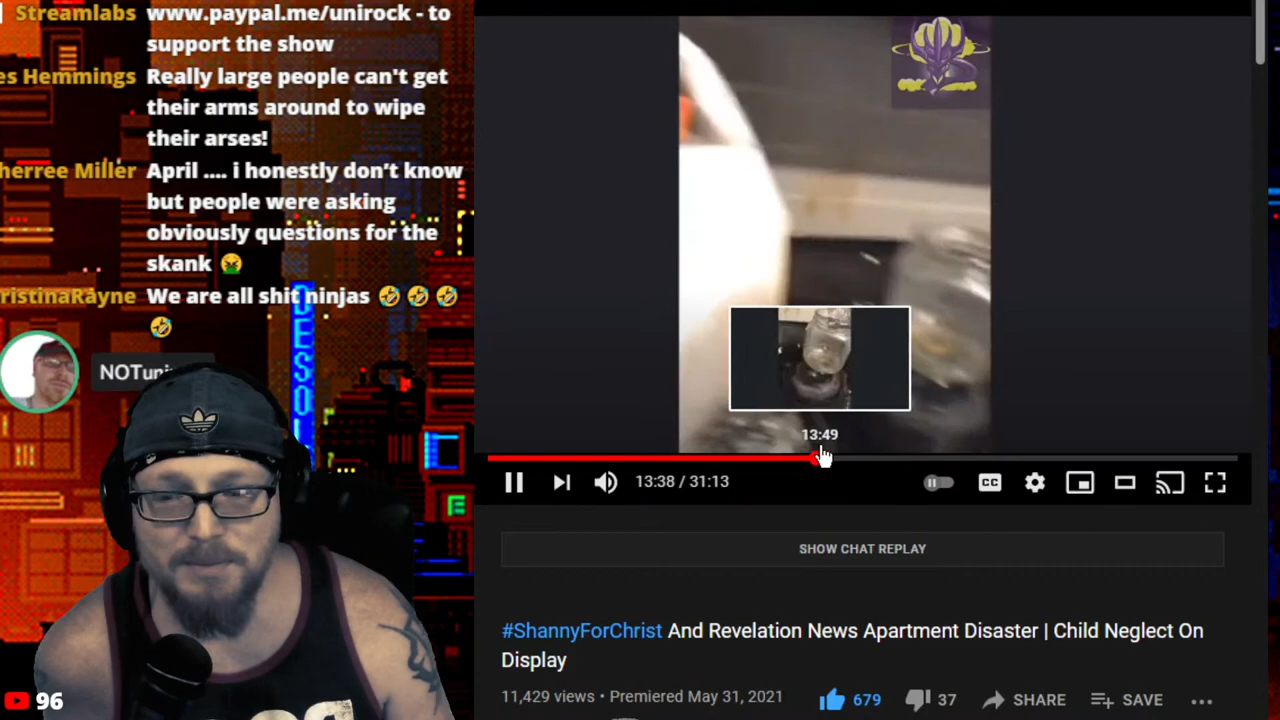 Streamlabs www.paypal.me/unirock - to
support the show
es Hemmings Really large people can't get
their arms around to wipe
their arses!
herree Miller April .... i honestly don't know
but people were asking
obviously questions for the
skank 🤮
ristinaRayne We are all shit ninjas 🤣 🤣 🤣
🤣
NOTuni
DESO
96
13:49
13:38 / 31:13
CC
SHOW CHAT REPLAY
#ShannyForChrist And Revelation News Apartment Disaster | Child Neglect On
Display
11,429 views • Premiered May 31, 2021
679
37
SHARE
SAVE